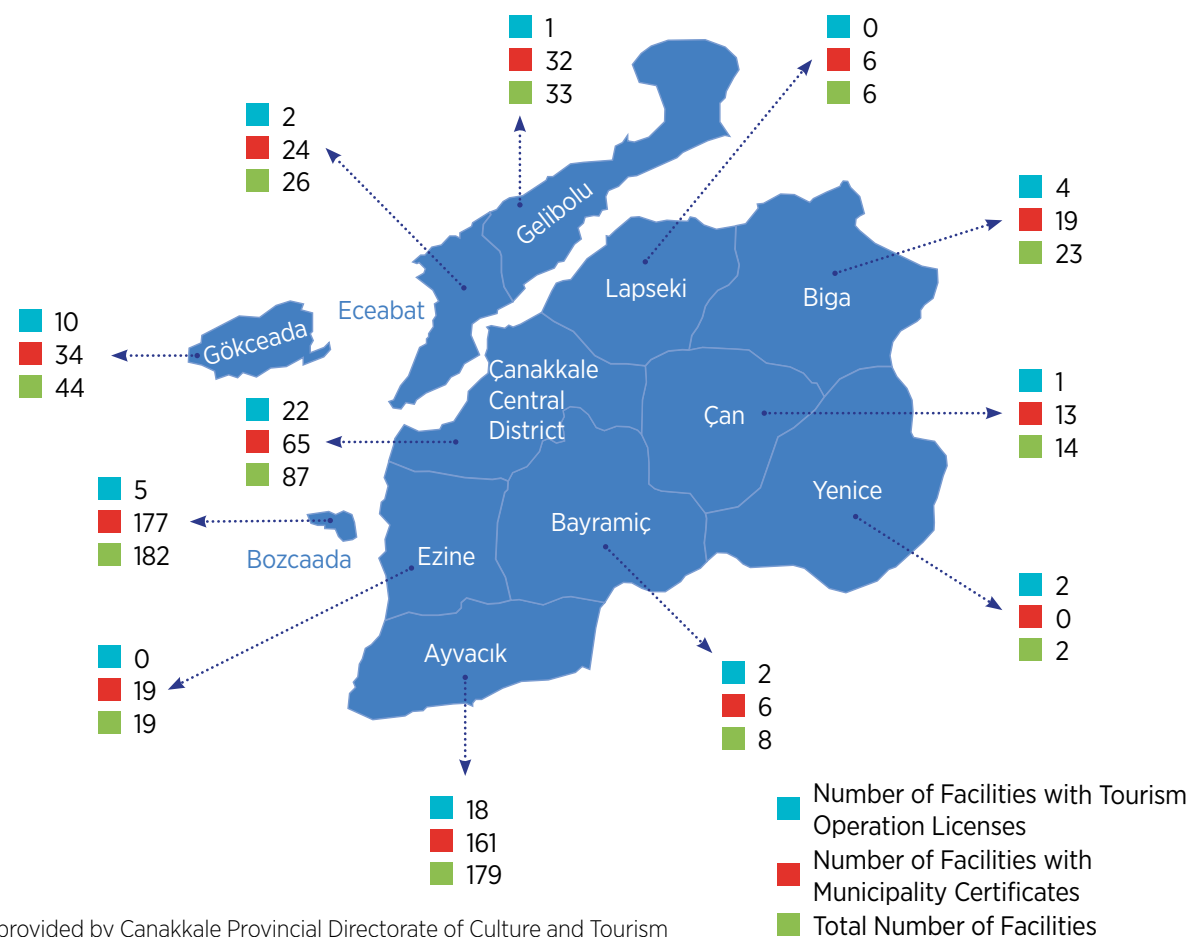 1
32
33
0
6
6
2
24
26
4
19
23
Gelibolu
Lapseki
Biga
Eceabat
10
34
44
Gökceada
Çanakkale
Central
District
22
65
87
Çan
1
13
14
5
177
182
Bozcaada
Yenice
Bayramiç
Ezine
2
0
2
0
19
19
Ayvacık
2
6
8
18
161
179
Number of Facilities with Tourism
Operation Licenses
Number of Facilities with
Municipality Certificates
Total Number of Facilities
provided by Canakkale Provincial Directorate of Culture and Tourism